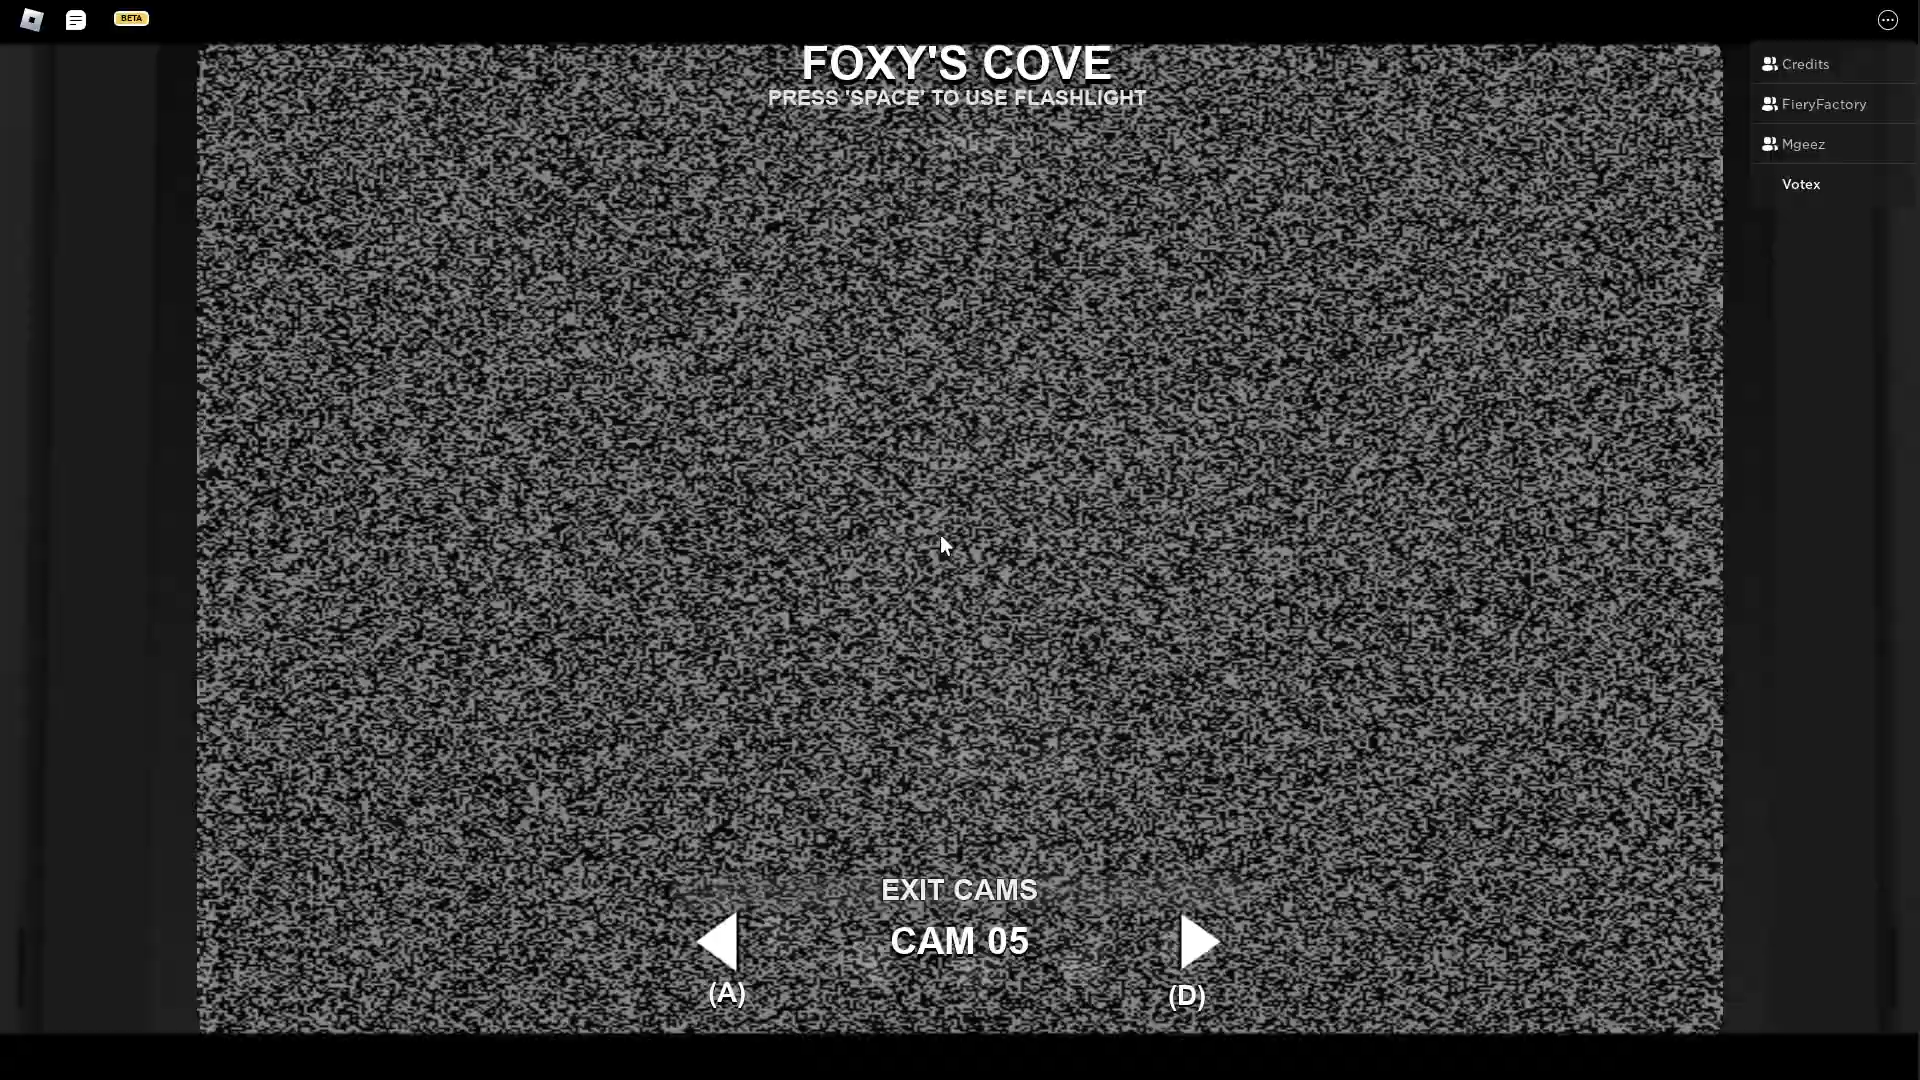 BETA
FOXY'S COVE
PRESS 'SPACE' TO USE FLASHLIGHT
Credits
FieryFactory
Mgeez
Votex
EXIT CAMS
CAM 05
(A)
(D)